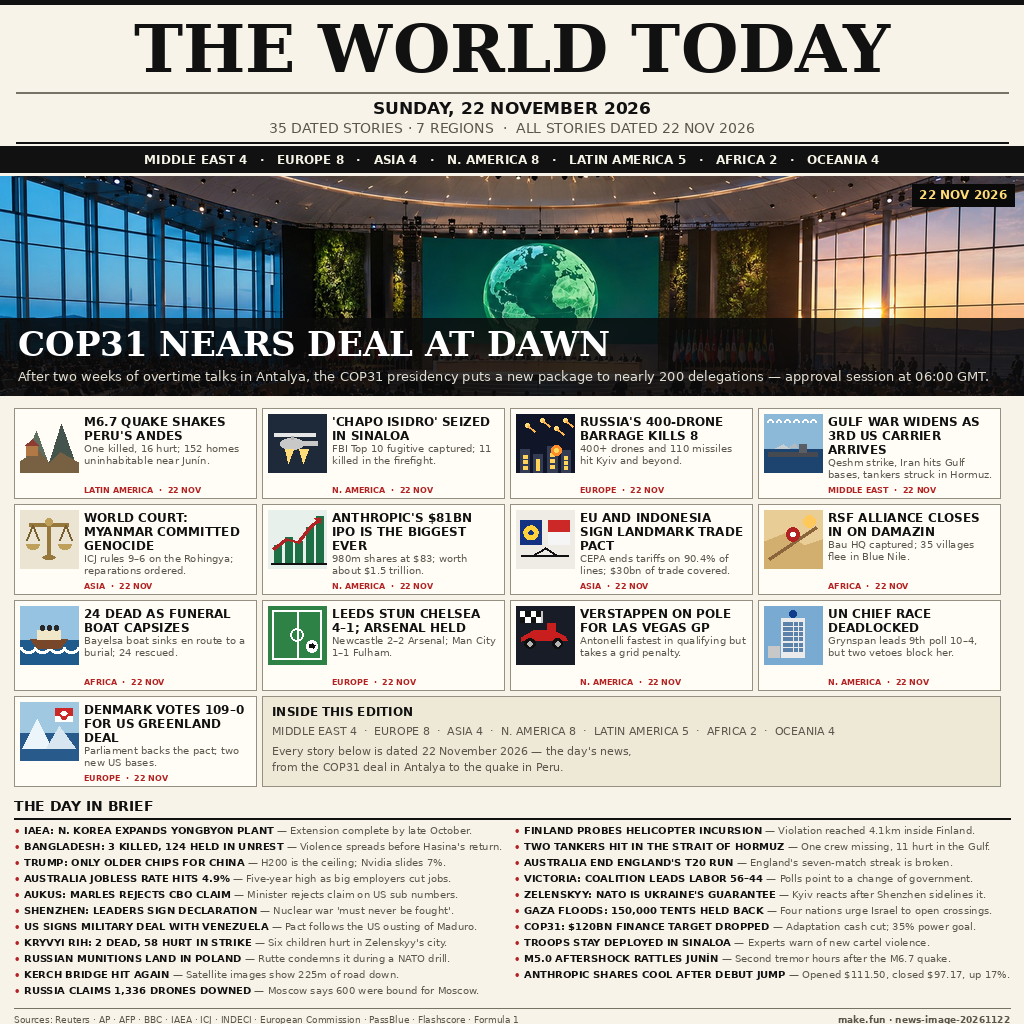 THE WORLD TODAY
SUNDAY, 22 NOVEMBER 2026
35 DATED STORIES · 7 REGIONS · ALL STORIES DATED 22 NOV 2026
MIDDLE EAST 4 · EUROPE 8 · ASIA 4 · N. AMERICA 8 · LATIN AMERICA 5 · AFRICA 2 · OCEANIA 4
22 NOV 2026
COP31 NEARS DEAL AT DAWN
After two weeks of overtime talks in Antalya, the COP31 presidency puts a new package to nearly 200 delegations — approval session at 06:00 GMT.
M6.7 QUAKE SHAKES
PERU'S ANDES
One killed, 16 hurt; 152 homes
uninhabitable near Junín.
LATIN AMERICA · 22 NOV
'CHAPO ISIDRO' SEIZED
IN SINALOA
FBI Top 10 fugitive captured; 11
killed in the firefight.
N. AMERICA · 22 NOV
RUSSIA'S 400-DRONE
BARRAGE KILLS 8
400+ drones and 110 missiles
hit Kyiv and beyond.
EUROPE · 22 NOV
GULF WAR WIDENS AS
3RD US CARRIER
ARRIVES
Qeshm strike, Iran hits Gulf
bases, tankers struck in Hormuz.
MIDDLE EAST · 22 NOV
WORLD COURT:
MYANMAR COMMITTED
GENOCIDE
ICJ rules 9–6 on the Rohingya;
reparations ordered.
ASIA · 22 NOV
ANTHROPIC'S $81BN
IPO IS THE BIGGEST
EVER
980m shares at $83; worth
about $1.5 trillion.
N. AMERICA · 22 NOV
EU AND INDONESIA
SIGN LANDMARK TRADE
PACT
CEPA ends tariffs on 90.4% of
lines; $30bn of trade covered.
ASIA · 22 NOV
RSF ALLIANCE CLOSES
IN ON DAMAZIN
Bau HQ captured; 35 villages
flee in Blue Nile.
AFRICA · 22 NOV
24 DEAD AS FUNERAL
BOAT CAPSIZES
Bayelsa boat sinks en route to a
burial; 24 rescued.
AFRICA · 22 NOV
LEEDS STUN CHELSEA
4–1; ARSENAL HELD
Newcastle 2–2 Arsenal; Man City
1–1 Fulham.
EUROPE · 22 NOV
VERSTAPPEN ON POLE
FOR LAS VEGAS GP
Antonelli fastest in qualifying but
takes a grid penalty.
N. AMERICA · 22 NOV
UN CHIEF RACE
DEADLOCKED
Grynspan leads 9th poll 10–4,
but two vetoes block her.
N. AMERICA · 22 NOV
DENMARK VOTES 109–0
FOR US GREENLAND
DEAL
Parliament backs the pact; two
new US bases.
EUROPE · 22 NOV
INSIDE THIS EDITION
MIDDLE EAST 4 · EUROPE 8 · ASIA 4 · N. AMERICA 8 · LATIN AMERICA 5 · AFRICA 2 · OCEANIA 4
Every story below is dated 22 November 2026 — the day's news,
from the COP31 deal in Antalya to the quake in Peru.
THE DAY IN BRIEF
• IAEA: N. KOREA EXPANDS YONGBYON PLANT — Extension complete by late October.
• BANGLADESH: 3 KILLED, 124 HELD IN UNREST — Violence spreads before Hasina's return.
• TRUMP: ONLY OLDER CHIPS FOR CHINA — H200 is the ceiling; Nvidia slides 7%.
• AUSTRALIA JOBLESS RATE HITS 4.9% — Five-year high as big employers cut jobs.
• AUKUS: MARLES REJECTS CBO CLAIM — Minister rejects claim on US sub numbers.
• SHENZHEN: LEADERS SIGN DECLARATION — Nuclear war 'must never be fought'.
• US SIGNS MILITARY DEAL WITH VENEZUELA — Pact follows the US ousting of Maduro.
• KRYVYI RIH: 2 DEAD, 58 HURT IN STRIKE — Six children hurt in Zelenskyy's city.
• RUSSIAN MUNITIONS LAND IN POLAND — Rutte condemns it during a NATO drill.
• KERCH BRIDGE HIT AGAIN — Satellite images show 225m of road down.
• RUSSIA CLAIMS 1,336 DRONES DOWNED — Moscow says 600 were bound for Moscow.
• FINLAND PROBES HELICOPTER INCURSION — Violation reached 4.1km inside Finland.
• TWO TANKERS HIT IN THE STRAIT OF HORMUZ — One crew missing, 11 hurt in the Gulf.
• AUSTRALIA END ENGLAND'S T20 RUN — England's seven-match streak is broken.
• VICTORIA: COALITION LEADS LABOR 56–44 — Polls point to a change of government.
• ZELENSKYY: NATO IS UKRAINE'S GUARANTEE — Kyiv reacts after Shenzhen sidelines it.
• GAZA FLOODS: 150,000 TENTS HELD BACK — Four nations urge Israel to open crossings.
• COP31: $120BN FINANCE TARGET DROPPED — Adaptation cash cut; 35% power goal.
• TROOPS STAY DEPLOYED IN SINALOA — Experts warn of new cartel violence.
• M5.0 AFTERSHOCK RATTLES JUNÍN — Second tremor hours after the M6.7 quake.
• ANTHROPIC SHARES COOL AFTER DEBUT JUMP — Opened $111.50, closed $97.17, up 17%.
Sources: Reuters · AP · AFP · BBC · IAEA · ICJ · INDECI · European Commission · PassBlue · Flashscore · Formula 1
make.fun · news-image-20261122